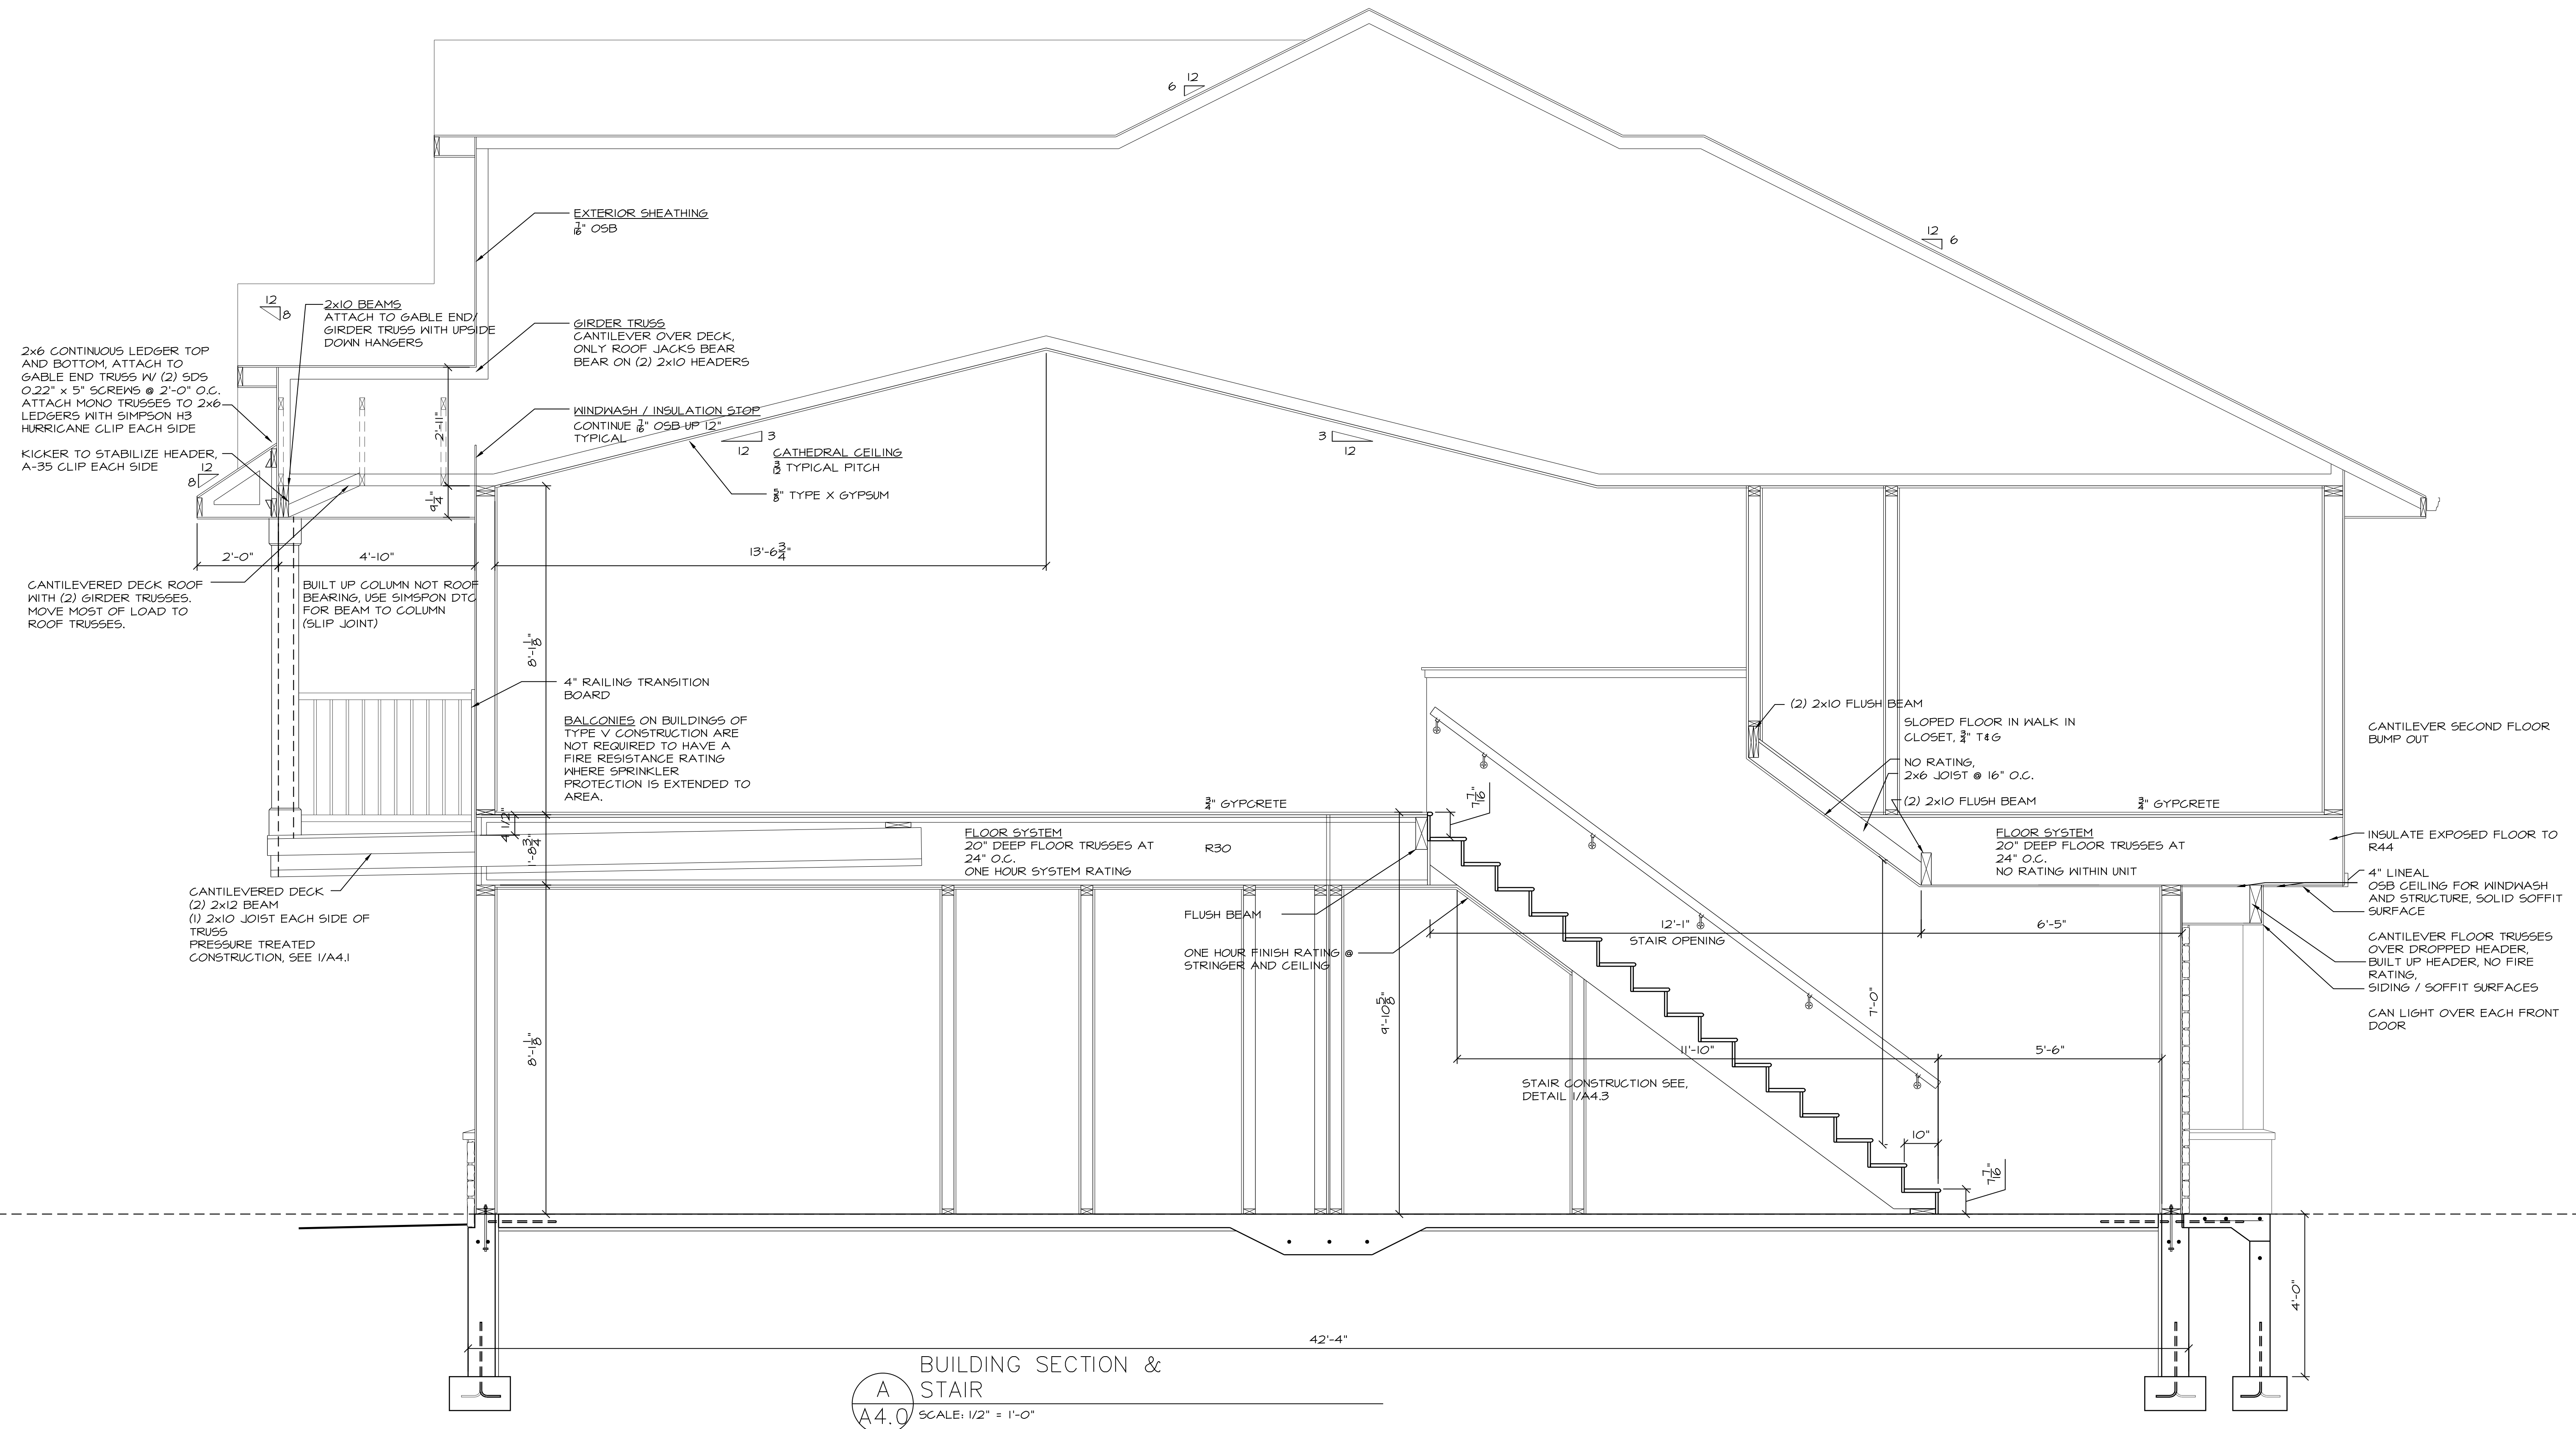 12
6
12
6
EXTERIOR SHEATHING
7/16" OSB
12
8
2x10 BEAMS
ATTACH TO GABLE END/
GIRDER TRUSS WITH UPSIDE
DOWN HANGERS
GIRDER TRUSS
CANTILEVER OVER DECK,
ONLY ROOF JACKS BEAR
BEAR ON (2) 2x10 HEADERS
2x6 CONTINUOUS LEDGER TOP
AND BOTTOM, ATTACH TO
GABLE END TRUSS W/ (2) SDS
0.22" x 5" SCREWS @ 2'-0" O.C.
ATTACH MONO TRUSSES TO 2x6
LEDGERS WITH SIMPSON H3
HURRICANE CLIP EACH SIDE
KICKER TO STABILIZE HEADER,
A-35 CLIP EACH SIDE
12
8
2'-11"
9 1/4"
WINDWASH / INSULATION STOP
CONTINUE 7/16" OSB UP 12"
TYPICAL
3
12
CATHEDRAL CEILING
3/12 TYPICAL PITCH
5/8" TYPE X GYPSUM
3
12
2'-0"
4'-10"
13'-6 3/4"
CANTILEVERED DECK ROOF
WITH (2) GIRDER TRUSSES.
MOVE MOST OF LOAD TO
ROOF TRUSSES.
BUILT UP COLUMN NOT ROOF
BEARING, USE SIMSPON DTC
FOR BEAM TO COLUMN
(SLIP JOINT)
8'-1 1/8"
4" RAILING TRANSITION
BOARD
BALCONIES ON BUILDINGS OF
TYPE V CONSTRUCTION ARE
NOT REQUIRED TO HAVE A
FIRE RESISTANCE RATING
WHERE SPRINKLER
PROTECTION IS EXTENDED TO
AREA.
(2) 2x10 FLUSH BEAM
SLOPED FLOOR IN WALK IN
CLOSET, 3/4" T&G
NO RATING,
2x6 JOIST @ 16" O.C.
(2) 2x10 FLUSH BEAM
CANTILEVER SECOND FLOOR
BUMP OUT
3/4" GYPCRETE
7 7/16"
3/4" GYPCRETE
4 1/2"
1'-8 3/4"
FLOOR SYSTEM
20" DEEP FLOOR TRUSSES AT
24" O.C.
ONE HOUR SYSTEM RATING
R30
FLOOR SYSTEM
20" DEEP FLOOR TRUSSES AT
24" O.C.
NO RATING WITHIN UNIT
INSULATE EXPOSED FLOOR TO
R44
4" LINEAL
OSB CEILING FOR WINDWASH
AND STRUCTURE, SOLID SOFFIT
SURFACE
CANTILEVERED DECK
(2) 2x12 BEAM
(1) 2x10 JOIST EACH SIDE OF
TRUSS
PRESSURE TREATED
CONSTRUCTION, SEE 1/A4.1
FLUSH BEAM
12'-1"
STAIR OPENING
6'-5"
ONE HOUR FINISH RATING @
STRINGER AND CEILING
CANTILEVER FLOOR TRUSSES
OVER DROPPED HEADER,
BUILT UP HEADER, NO FIRE
RATING,
SIDING / SOFFIT SURFACES
CAN LIGHT OVER EACH FRONT
DOOR
8'-1 1/8"
9'-10 5/8"
7'-0"
11'-10"
5'-6"
STAIR CONSTRUCTION SEE,
DETAIL 1/A4.3
10"
7 7/16"
4'-0"
42'-4"
BUILDING SECTION &
STAIR
A
A4.0
SCALE: 1/2" = 1'-0"